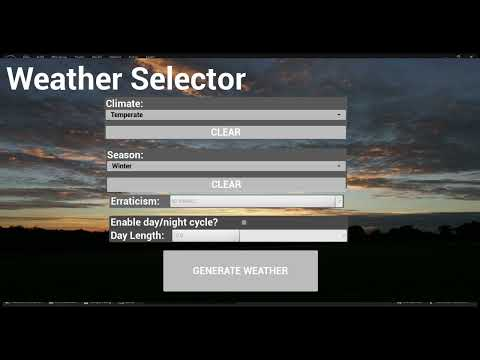 Weather Selector
Climate:
Temperate
CLEAR
Season:
Winter
CLEAR
Erraticism:
Enable day/night cycle?
Day Length:
GENERATE WEATHER